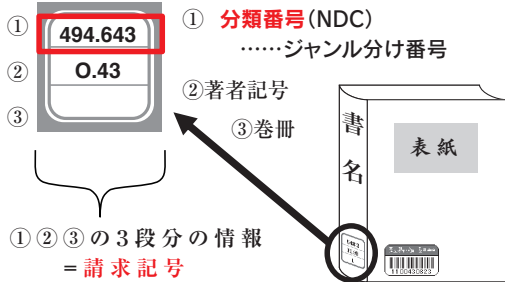 ① 494.643
② O.43
③
① 分類番号(NDC)
……ジャンル分け番号
②著者記号
③巻冊
①②③の3段分の情報
=請求記号
書名
表紙
1100430823